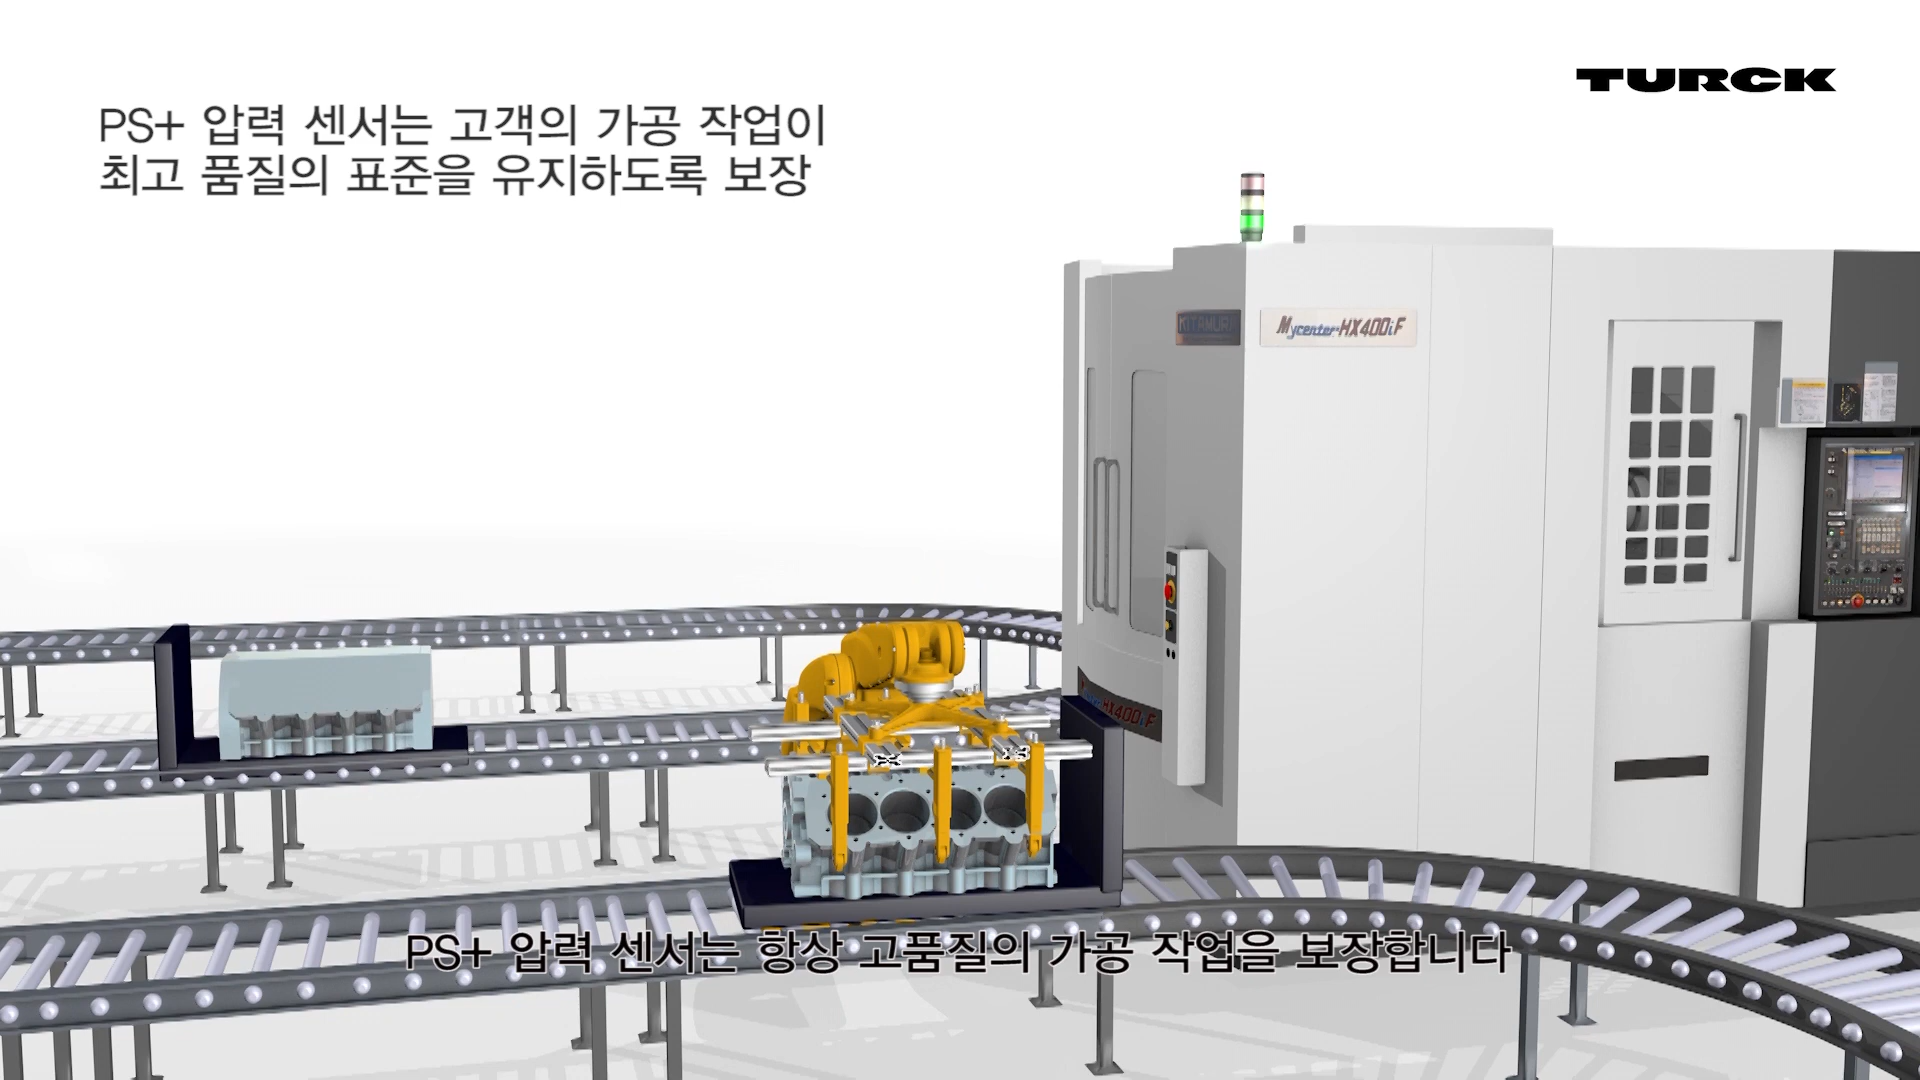 TURCK
PS+ 압력 센서는 고객의 가공 작업이
최고 품질의 표준을 유지하도록 보장
KITAMURA
Mycenter-HX400iF
HX400iF
PS+ 압력 센서는 항상 고품질의 가공 작업을 보장합니다